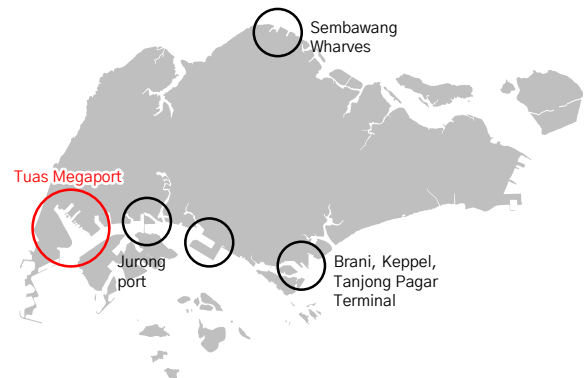 Sembawang
Wharves
Tuas Megaport
Jurong
port
Brani, Keppel,
Tanjong Pagar
Terminal